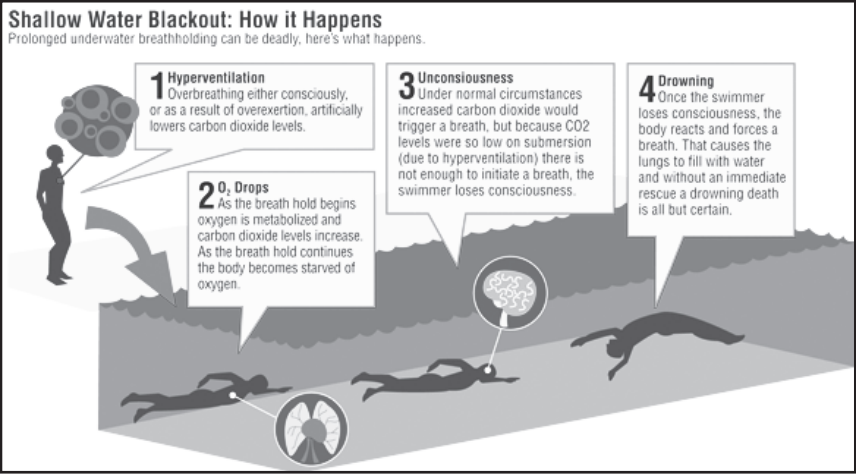 Shallow Water Blackout: How it Happens
Prolonged underwater breathholding can be deadly, here's what happens.
1 Hyperventilation
Overbreathing either consciously,
or as a result of overexertion, artificially
lowers carbon dioxide levels.
2 O₂ Drops
As the breath hold begins
oxygen is metabolized and
carbon dioxide levels increase.
As the breath hold continues
the body becomes starved of
oxygen.
3 Unconsiousness
Under normal circumstances
increased carbon dioxide would
trigger a breath, but because CO2
levels were so low on submersion
(due to hyperventilation) there is
not enough to initiate a breath, the
swimmer loses consciousness.
4 Drowning
Once the swimmer
loses consciousness, the
body reacts and forces a
breath. That causes the
lungs to fill with water
and without an immediate
rescue a drowning death
is all but certain.